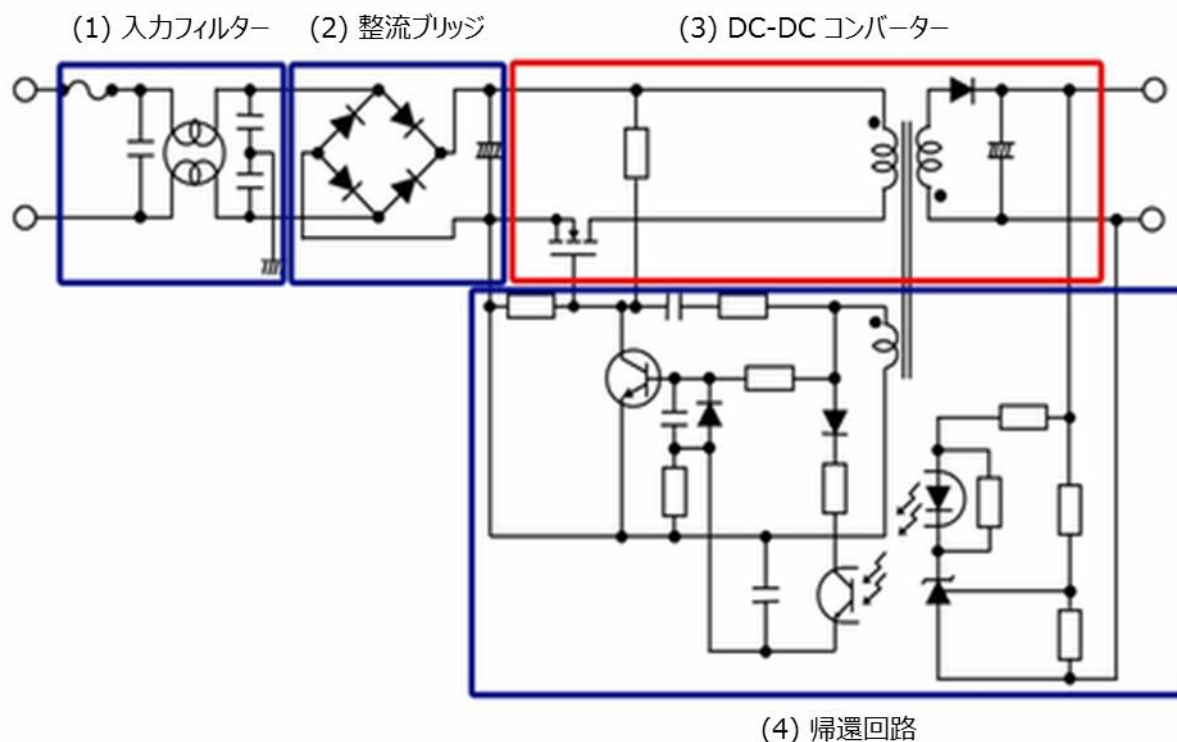 (1) 入力フィルター
(2) 整流ブリッジ
(3) DC-DC コンバーター
(4) 帰還回路